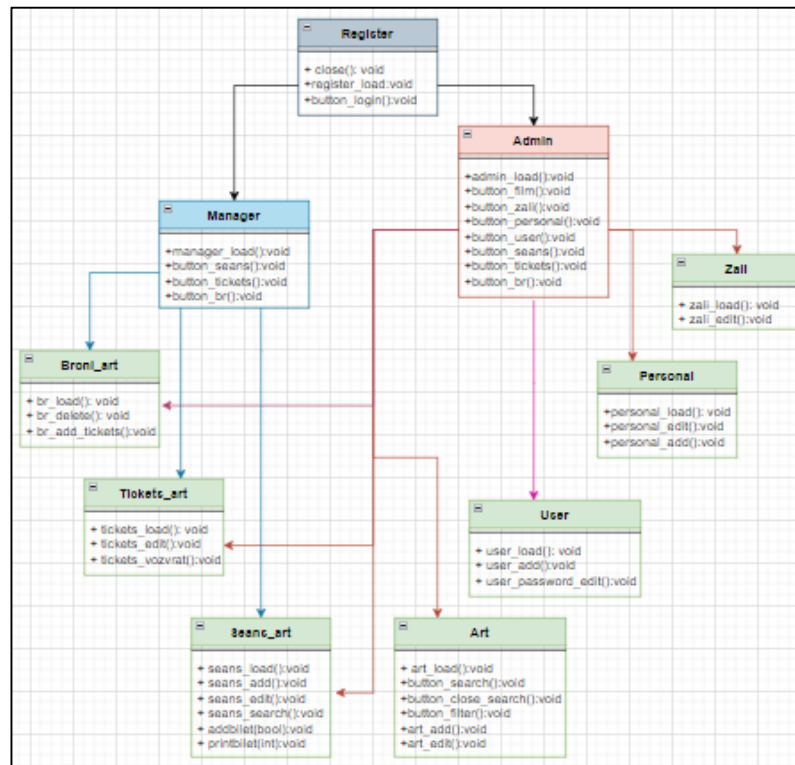 Register
+ close(): void
+register_load:void
+button_login():void
Admin
+admin_load():void
+button_film():void
+button_zali():void
+button_personal():void
+button_user():void
+button_seans():void
+button_tickets():void
+button_br():void
Manager
+manager_load():void
+button_seans():void
+button_tickets():void
+button_br():void
Zall
+ zali_load(): void
+ zali_edit():void
Broni_art
+ br_load(): void
+ br_delete(): void
+ br_add_tickets():void
Personal
+personal_load(): void
+personal_edit():void
+personal_add():void
Tickets_art
+ tickets_load(): void
+ tickets_edit():void
+ tickets_vozvrat():void
User
+ user_load(): void
+ user_add():void
+ user_password_edit():void
Seans_art
+ seans_load():void
+ seans_add():void
+ seans_edit():void
+ seans_search():void
+ addbilet(bool):void
+ printbilet(int):void
Art
+ art_load():void
+button_search():void
+button_close_search():void
+button_filter():void
+art_add():void
+art_edit():void